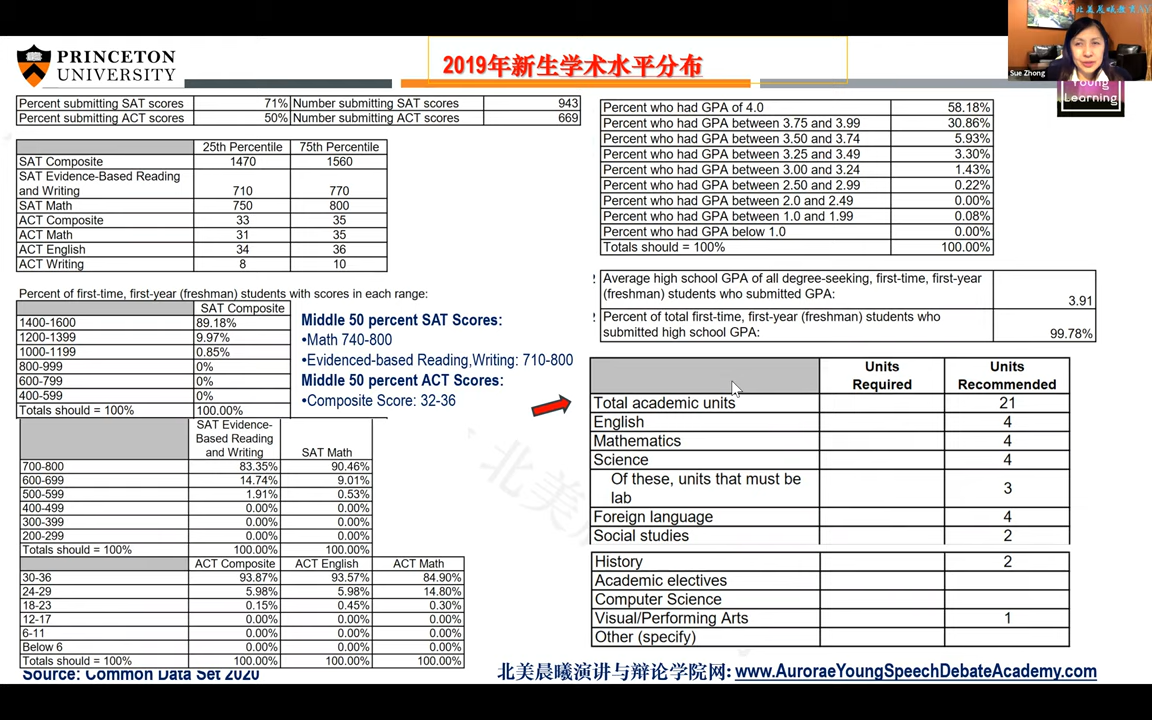 北美晨曦教育
Sue Zhong
Young
Learning
PRINCETON
UNIVERSITY
2019年新生学术水平分布
Percent submitting SAT scores 71% Number submitting SAT scores 943
Percent submitting ACT scores 50% Number submitting ACT scores 669
25th Percentile 75th Percentile
SAT Composite 1470 1560
SAT Evidence-Based Reading
and Writing 710 770
SAT Math 750 800
ACT Composite 33 35
ACT Math 31 35
ACT English 34 36
ACT Writing 8 10
Percent of first-time, first-year (freshman) students with scores in each range:
SAT Composite
1400-1600 89.18%
1200-1399 9.97%
1000-1199 0.85%
800-999 0%
600-799 0%
400-599 0%
Totals should = 100% 100.00%
Middle 50 percent SAT Scores:
•Math 740-800
•Evidenced-based Reading,Writing: 710-800
Middle 50 percent ACT Scores:
•Composite Score: 32-36
SAT Evidence-
Based Reading
and Writing SAT Math
700-800 83.35% 90.46%
600-699 14.74% 9.01%
500-599 1.91% 0.53%
400-499 0.00% 0.00%
300-399 0.00% 0.00%
200-299 0.00% 0.00%
Totals should = 100% 100.00% 100.00%
ACT Composite ACT English ACT Math
30-36 93.87% 93.57% 84.90%
24-29 5.98% 5.98% 14.80%
18-23 0.15% 0.45% 0.30%
12-17 0.00% 0.00% 0.00%
6-11 0.00% 0.00% 0.00%
Below 6 0.00% 0.00% 0.00%
Totals should = 100% 100.00% 100.00% 100.00%
Source: Common Data Set 2020
Percent who had GPA of 4.0 58.18%
Percent who had GPA between 3.75 and 3.99 30.86%
Percent who had GPA between 3.50 and 3.74 5.93%
Percent who had GPA between 3.25 and 3.49 3.30%
Percent who had GPA between 3.00 and 3.24 1.43%
Percent who had GPA between 2.50 and 2.99 0.22%
Percent who had GPA between 2.0 and 2.49 0.00%
Percent who had GPA between 1.0 and 1.99 0.08%
Percent who had GPA below 1.0 0.00%
Totals should = 100% 100.00%
Average high school GPA of all degree-seeking, first-time, first-year
(freshman) students who submitted GPA: 3.91
Percent of total first-time, first-year (freshman) students who
submitted high school GPA: 99.78%
Units Units
Required Recommended
Total academic units 21
English 4
Mathematics 4
Science 4
Of these, units that must be
lab 3
Foreign language 4
Social studies 2
History 2
Academic electives
Computer Science
Visual/Performing Arts 1
Other (specify)
北美
北美晨曦演讲与辩论学院网: www.AuroraeYoungSpeechDebateAcademy.com